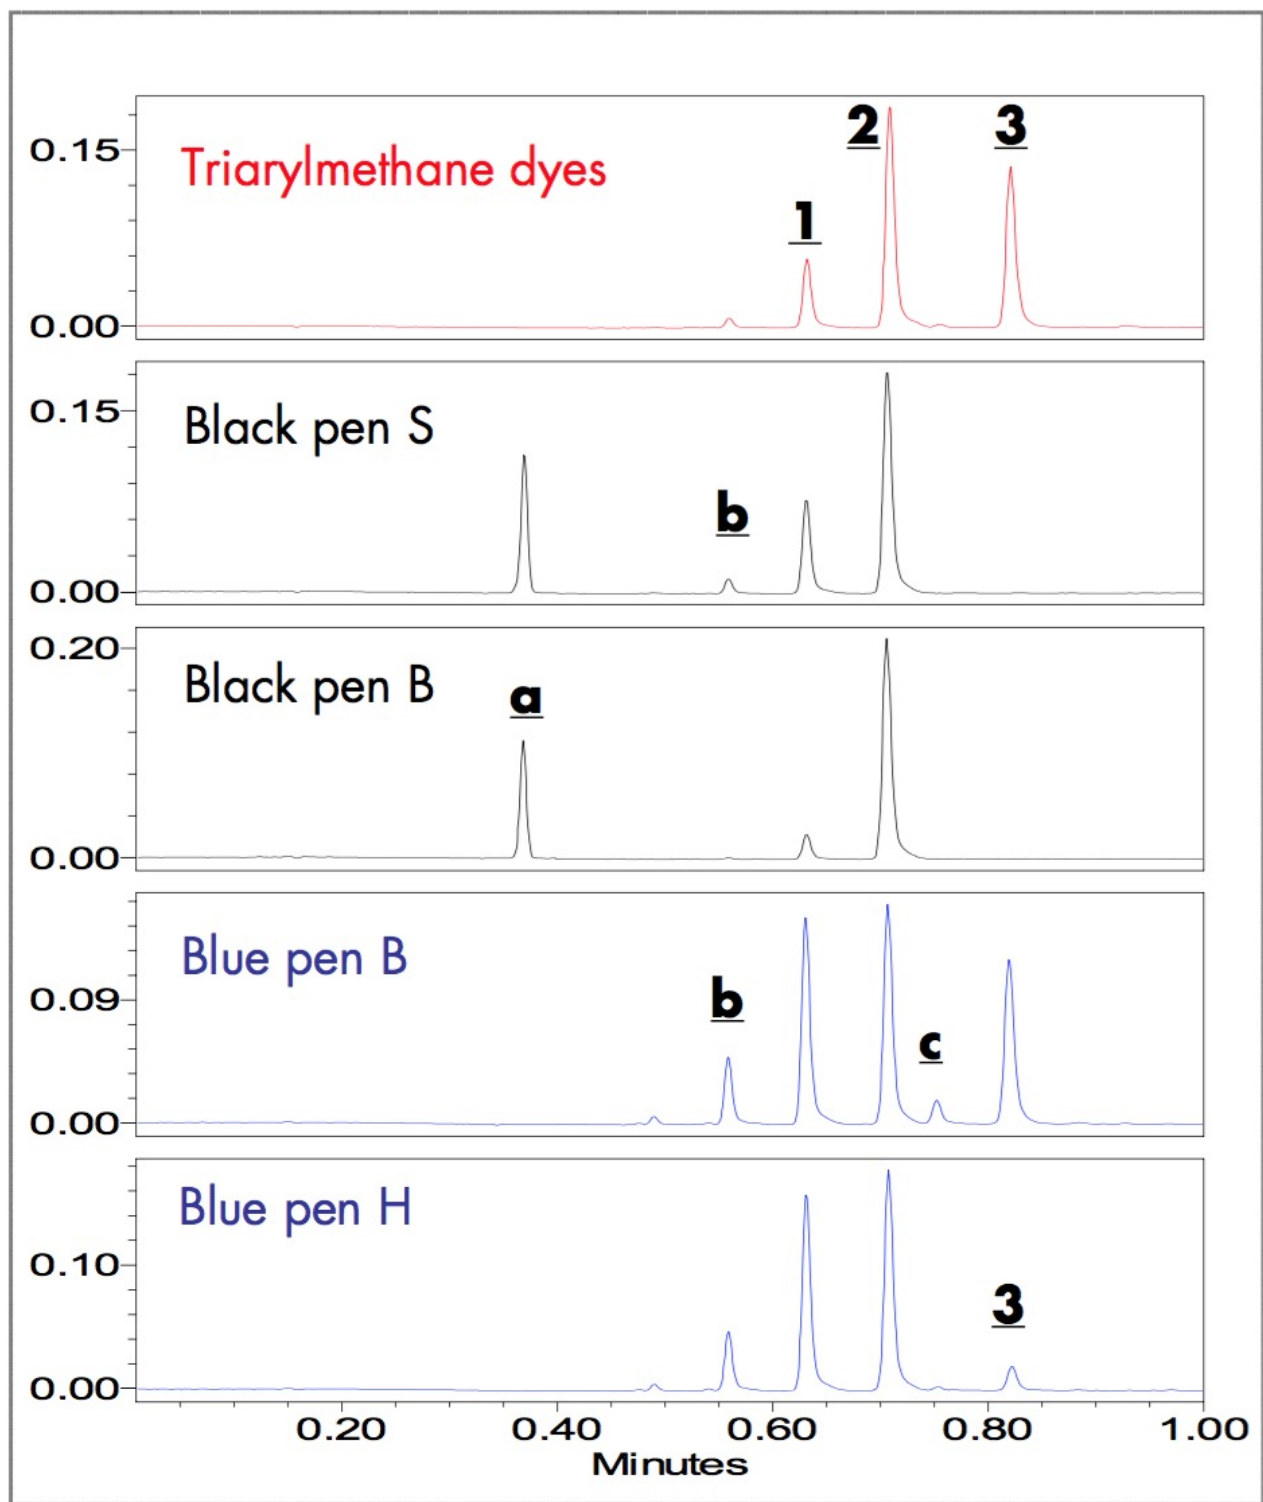 2 3
0.15
Triarylmethane dyes
1
0.00
0.15
Black pen S
b
0.00
0.20
Black pen B
a
0.00
Blue pen B
b
0.09
c
0.00
Blue pen H
0.10
3
0.00
0.20 0.40 0.60 0.80 1.00
Minutes